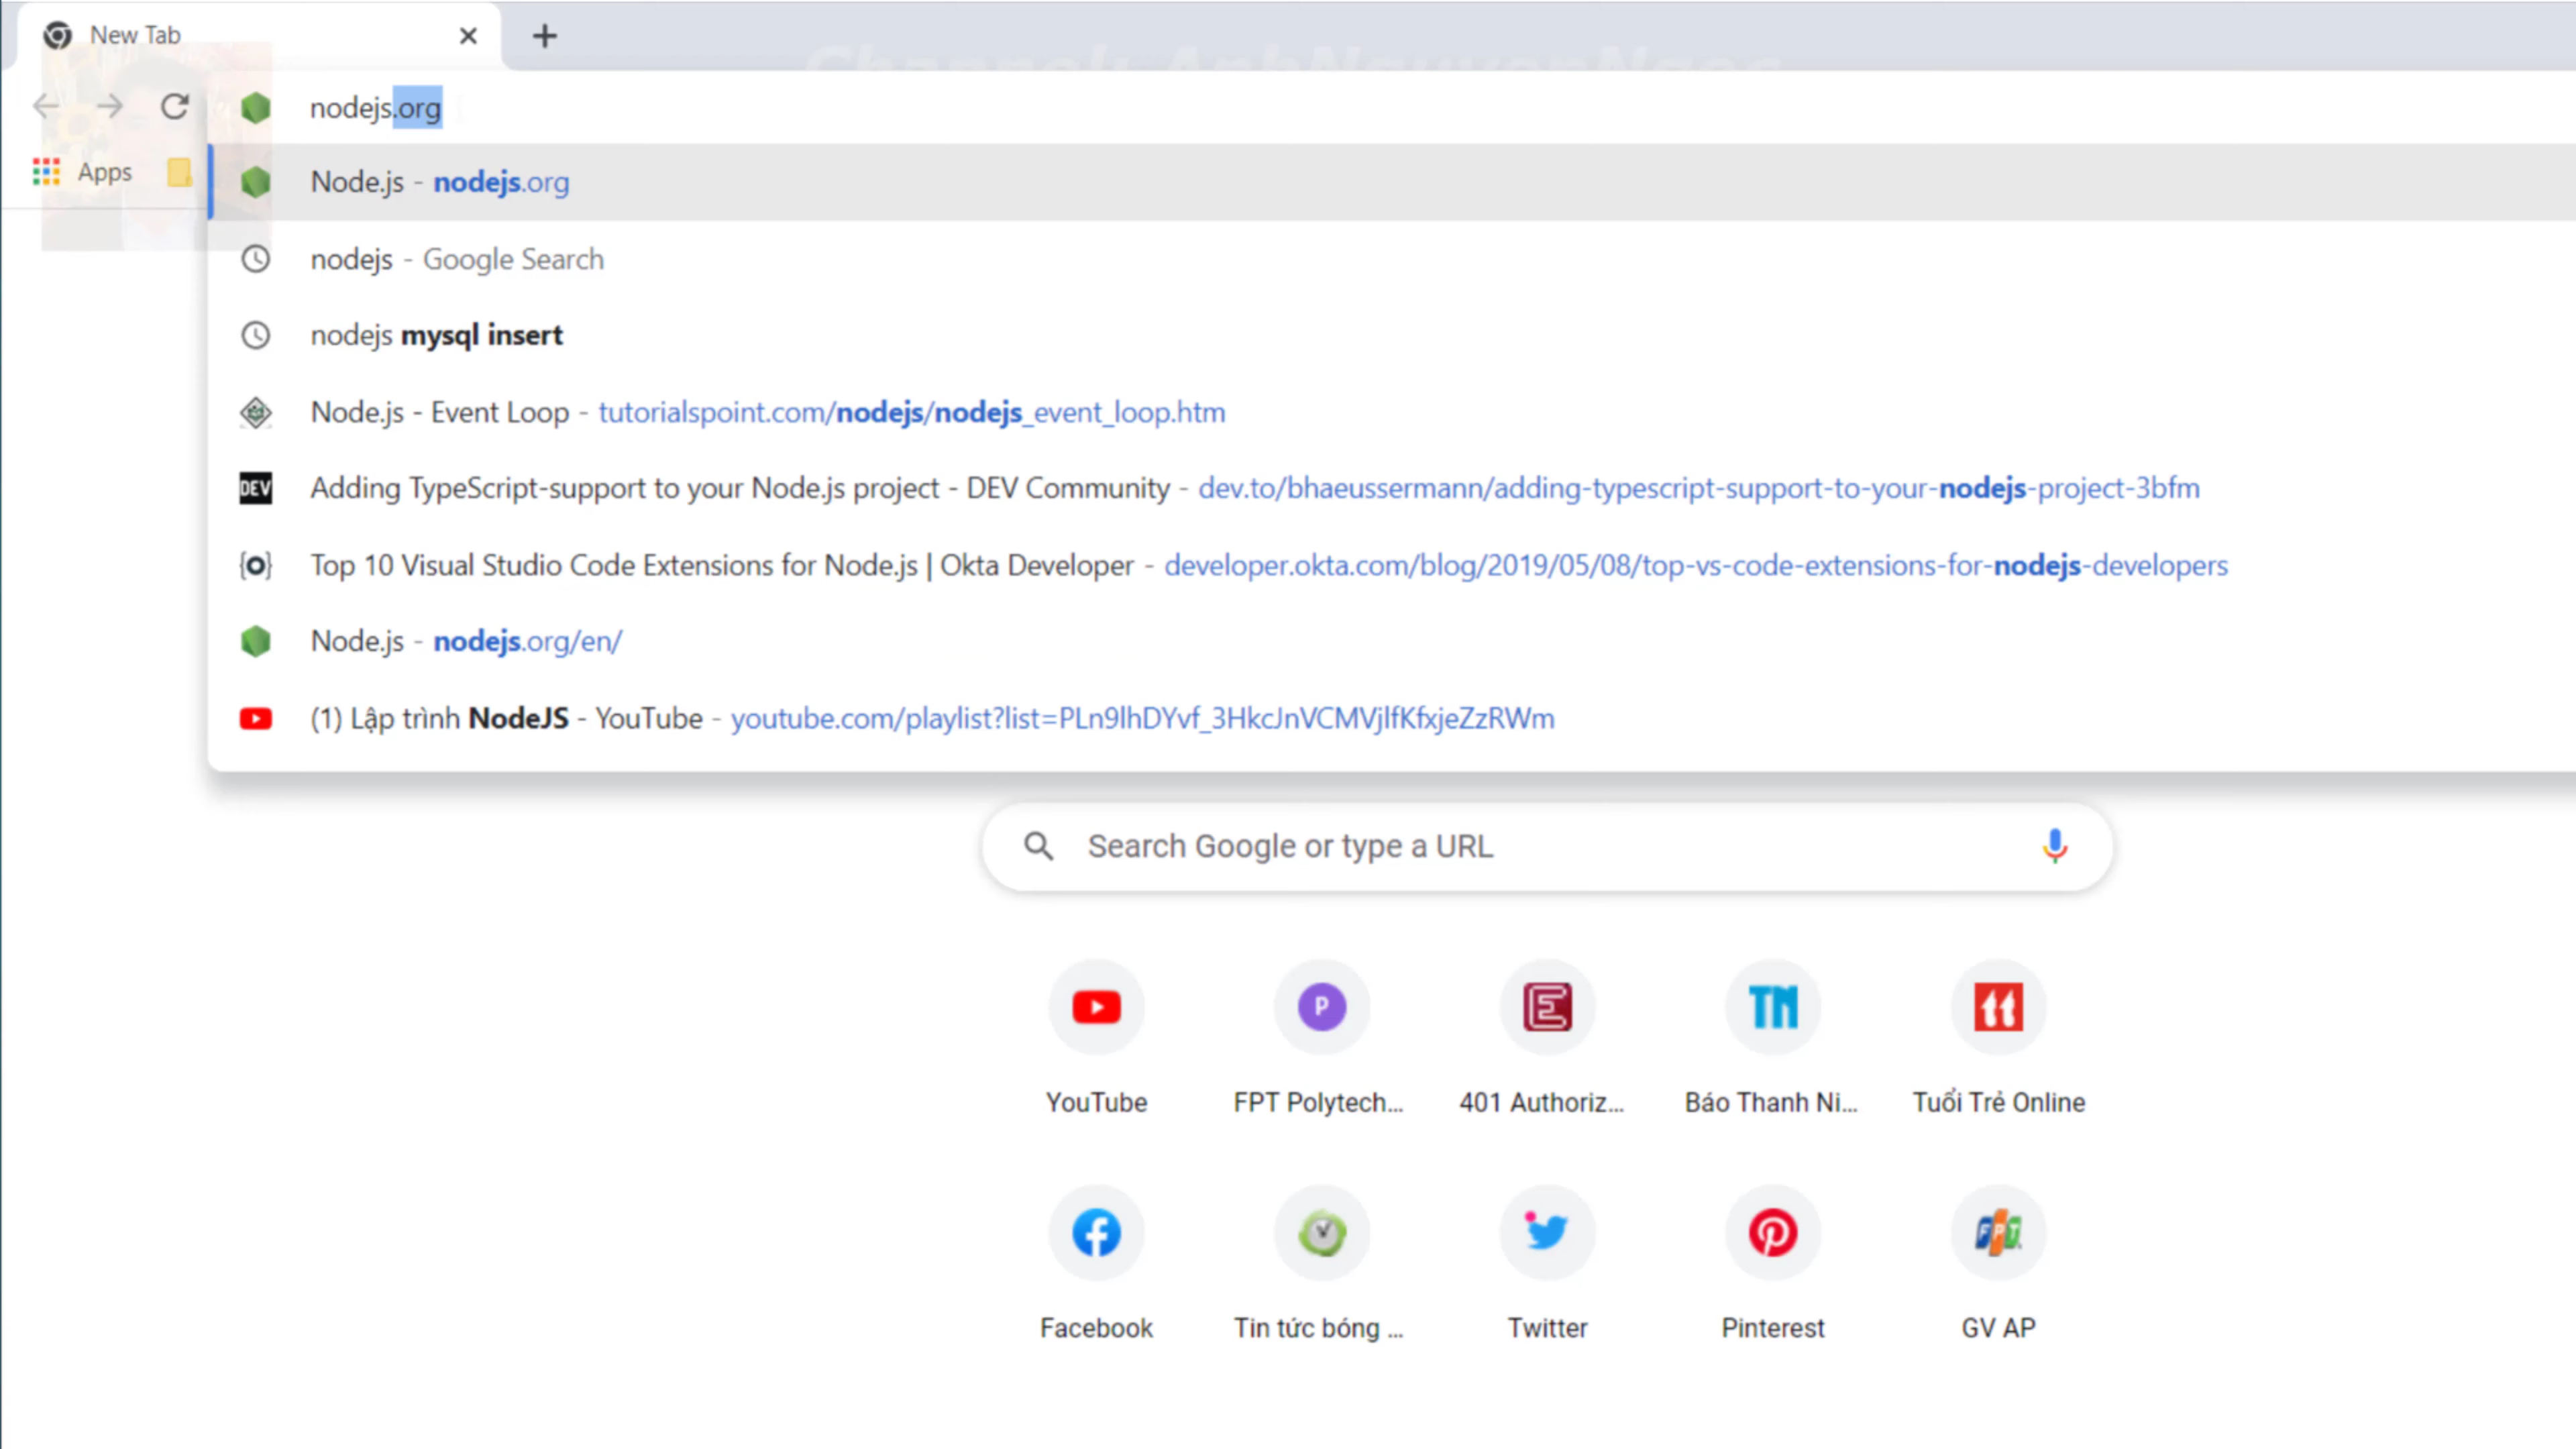 New Tab
Channel: AnhNguyenNgoc
nodejs.org
Apps
Node.js - nodejs.org
nodejs - Google Search
nodejs mysql insert
Node.js - Event Loop - tutorialspoint.com/nodejs/nodejs_event_loop.htm
DEV
Adding TypeScript-support to your Node.js project - DEV Community - dev.to/bhaeussermann/adding-typescript-support-to-your-nodejs-project-3bfm
Top 10 Visual Studio Code Extensions for Node.js | Okta Developer - developer.okta.com/blog/2019/05/08/top-vs-code-extensions-for-nodejs-developers
Node.js - nodejs.org/en/
(1) Lập trình NodeJS - YouTube - youtube.com/playlist?list=PLn9lhDYvf_3HkcJnVCMVjlfKfxjeZzRWm
Search Google or type a URL
P
E
TN
YouTube
FPT Polytech...
401 Authoriz...
Báo Thanh Ni...
Tuổi Trẻ Online
FPT
Facebook
Tin tức bóng ...
Twitter
Pinterest
GV AP